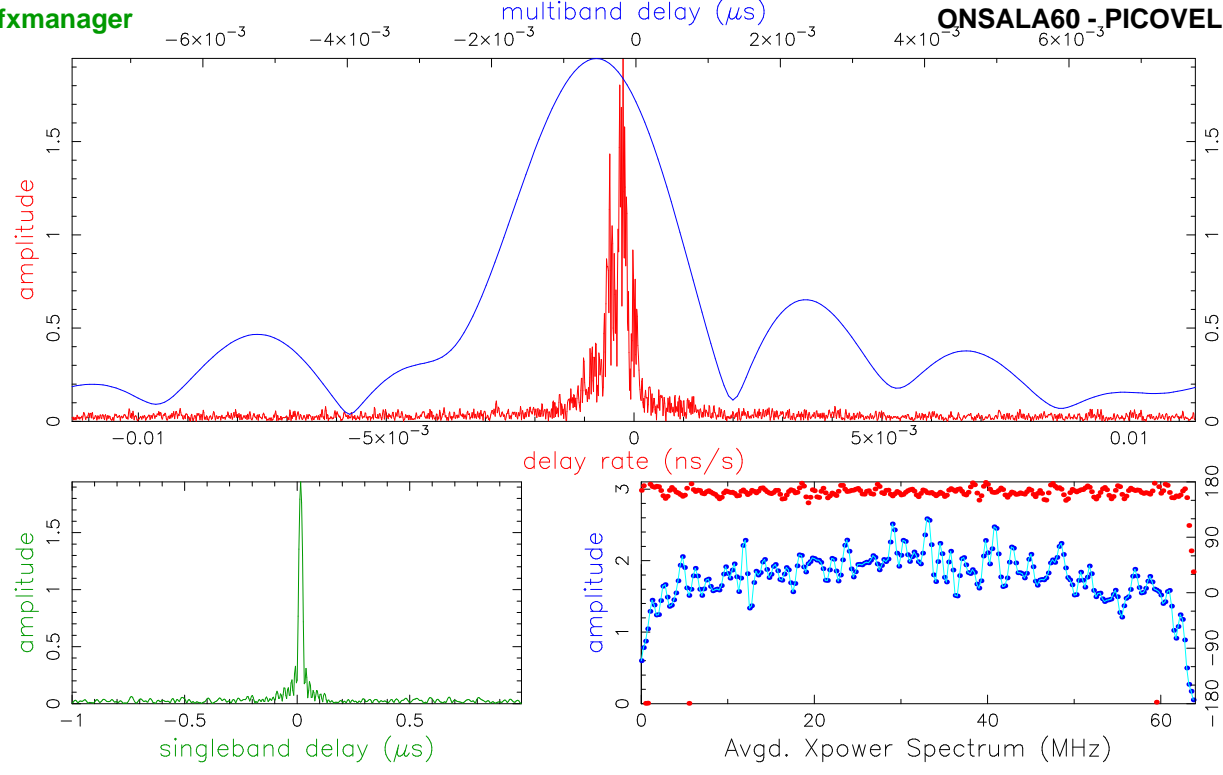 fxmanager
multiband delay (μs)
ONSALA60 - PICOVEL
−6×10⁻³ −4×10⁻³ −2×10⁻³ 0 2×10⁻³ 4×10⁻³ 6×10⁻³
amplitude
0 0.5 1 1.5
0 0.5 1 1.5
−0.01 −5×10⁻³ 0 5×10⁻³ 0.01
delay rate (ns/s)
amplitude
0 0.5 1 1.5
−1 −0.5 0 0.5
singleband delay (μs)
amplitude
0 1 2 3
−180 −90 0 90 180
0 20 40 60
Avgd. Xpower Spectrum (MHz)